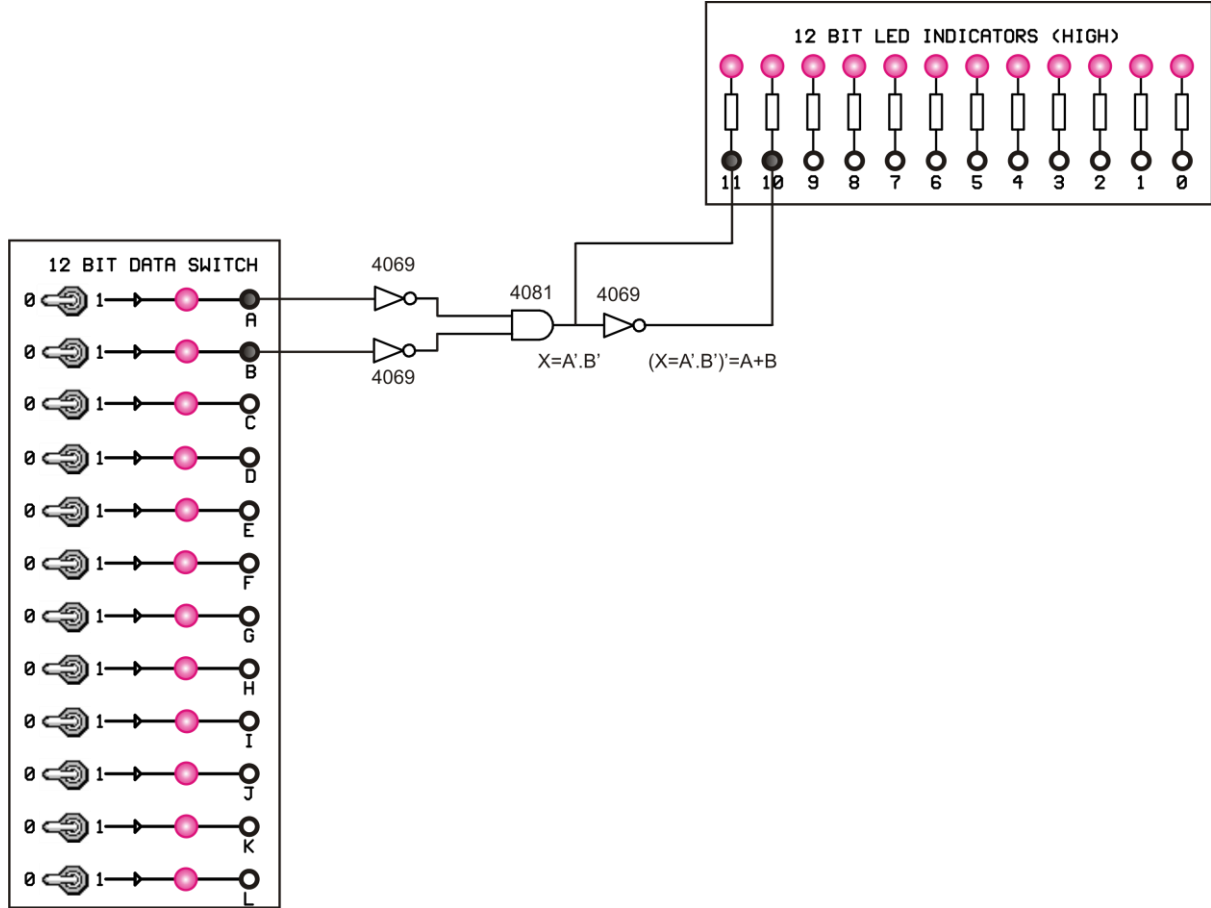 12 BIT LED INDICATORS (HIGH)
11 10 9 8 7 6 5 4 3 2 1 0
12 BIT DATA SWITCH
0 1 A
0 1 B
0 1 C
0 1 D
0 1 E
0 1 F
0 1 G
0 1 H
0 1 I
0 1 J
0 1 K
0 1 L
4069
4069
4081
4069
X=A'.B'
(X=A'.B')'=A+B